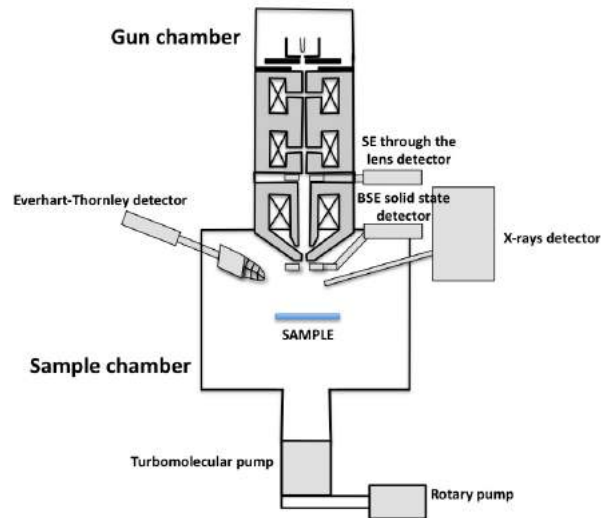 Gun chamber
SE through the
lens detector
Everhart-Thornley detector
BSE solid state
detector
X-rays detector
SAMPLE
Sample chamber
Turbomolecular pump
Rotary pump